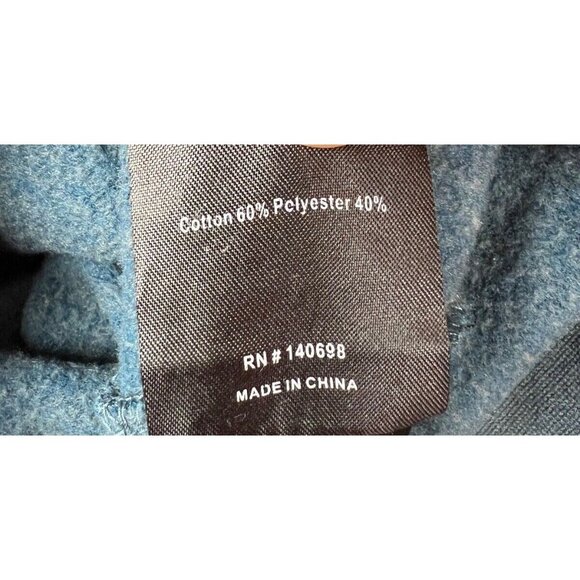 Cotton 60% Polyester 40%
RN # 140698
MADE IN CHINA